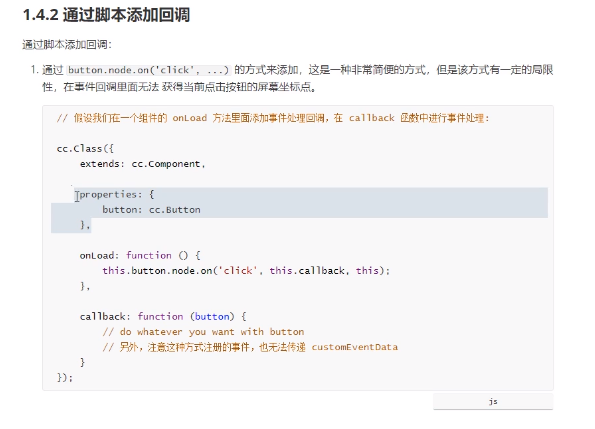 1.4.2 通过脚本添加回调
通过脚本添加回调：
1. 通过 button.node.on('click', ...) 的方式来添加，这是一种非常简便的方式，但是该方式有一定的局限
性，在事件回调里面无法 获得当前点击按钮的屏幕坐标点。
// 假设我们在一个组件的 onLoad 方法里面添加事件处理回调，在 callback 函数中进行事件处理:
cc.Class({
extends: cc.Component,
properties: {
button: cc.Button
},
onLoad: function () {
this.button.node.on('click', this.callback, this);
},
callback: function (button) {
// do whatever you want with button
// 另外，注意这种方式注册的事件，也无法传递 customEventData
}
});
js